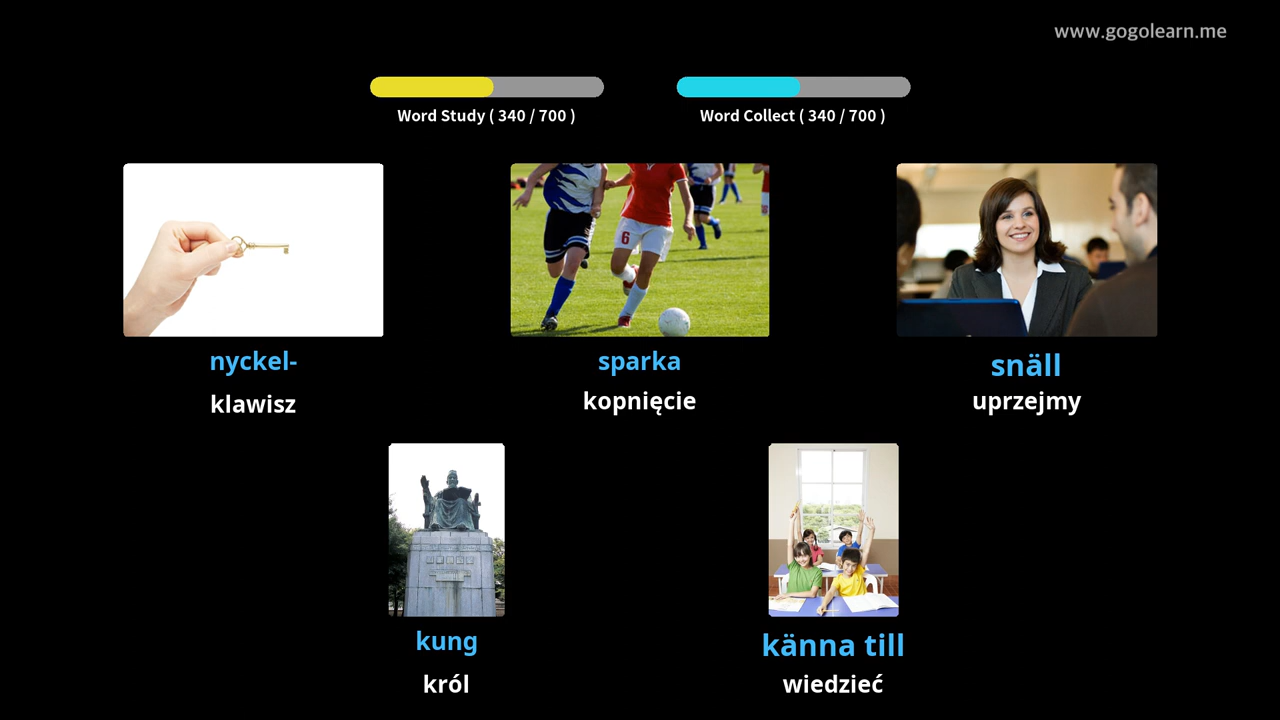 www.gogolearn.me
Word Study ( 340 / 700 )
Word Collect ( 340 / 700 )
nyckel-
klawisz
sparka
kopnięcie
snäll
uprzejmy
kung
król
känna till
wiedzieć